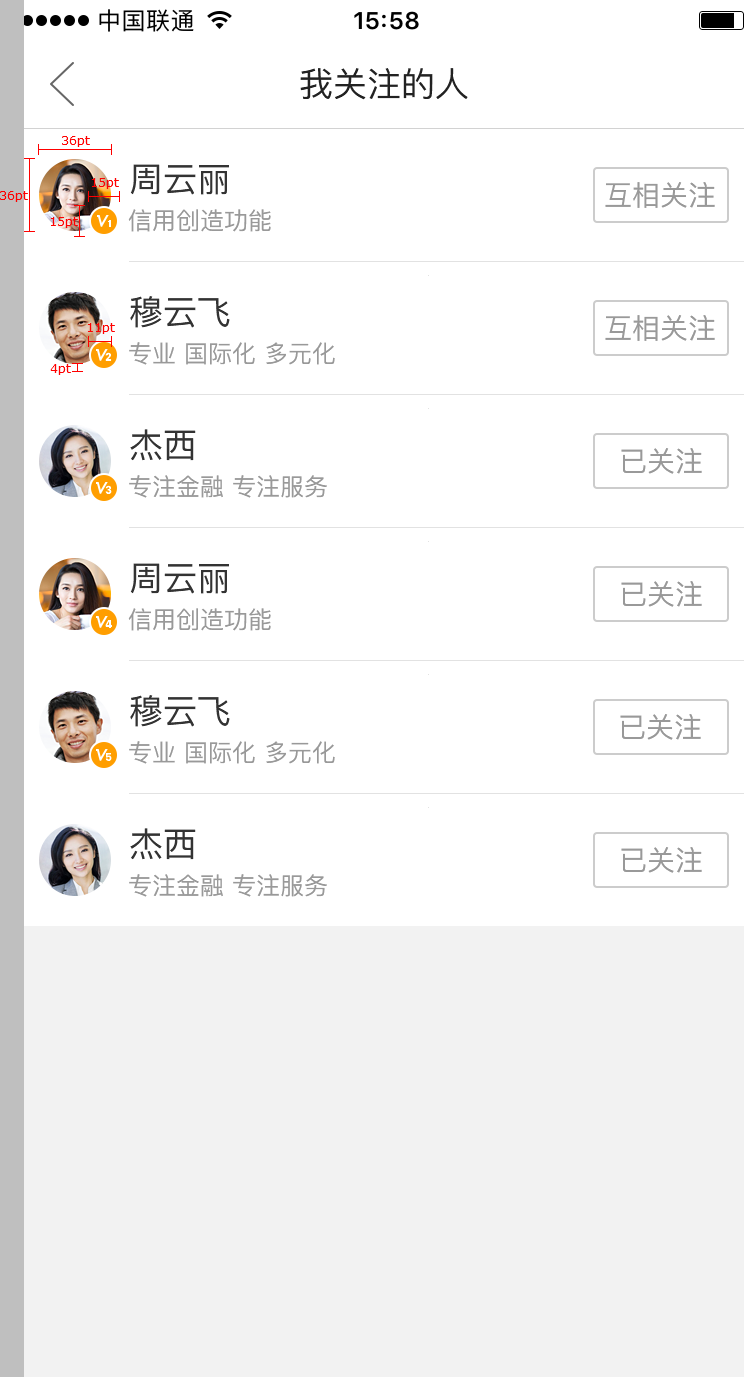 中国联通 15:58
我关注的人
36pt
36pt
15pt
15pt
V1
周云丽
信用创造功能
互相关注
11pt
4pt
V2
穆云飞
专业 国际化 多元化
互相关注
V3
杰西
专注金融 专注服务
已关注
V4
周云丽
信用创造功能
已关注
V5
穆云飞
专业 国际化 多元化
已关注
杰西
专注金融 专注服务
已关注